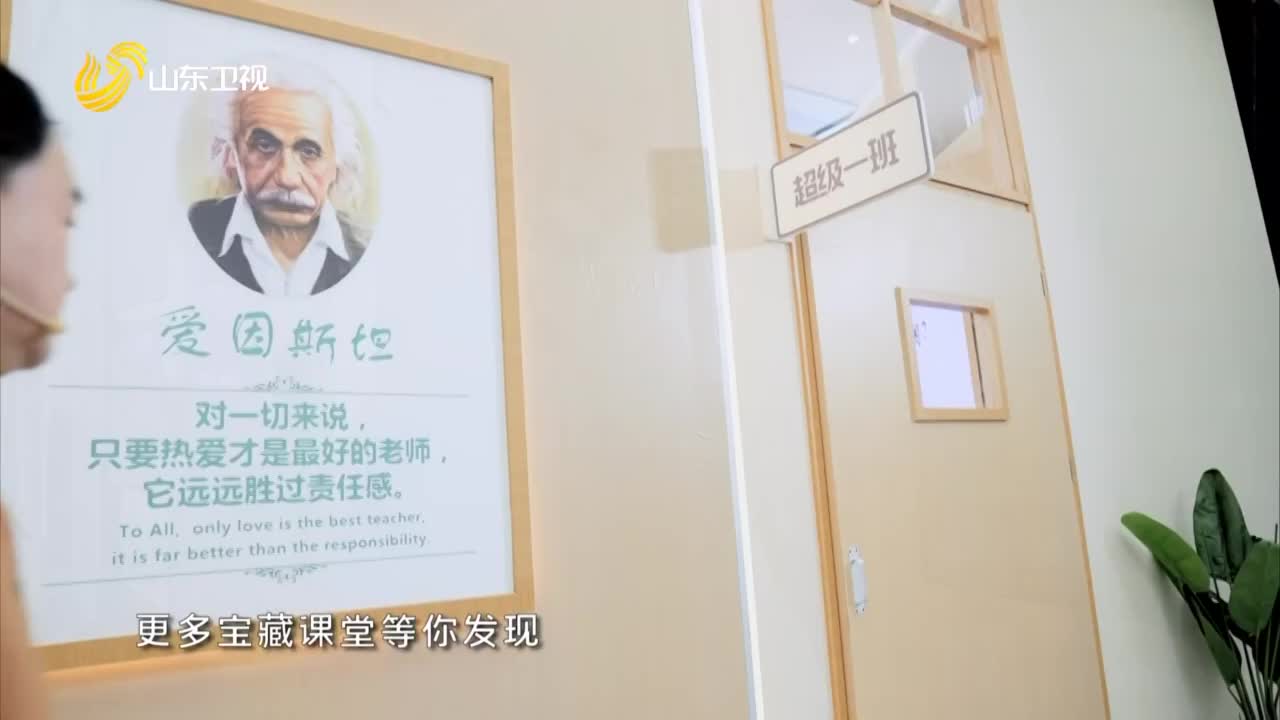 山东卫视
超级一班
爱因斯坦
对一切来说，
只要热爱才是最好的老师，
它远远胜过责任感。
To All, only love is the best teacher,
it is far better than the responsibility.
更多宝藏课堂等你发现